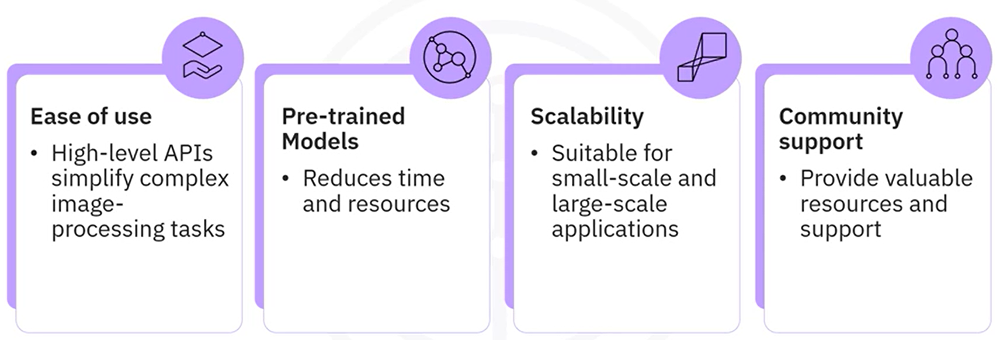 Ease of use
• High-level APIs
simplify complex
image-
processing tasks
Pre-trained
Models
• Reduces time
and resources
Scalability
• Suitable for
small-scale and
large-scale
applications
Community
support
• Provide valuable
resources and
support